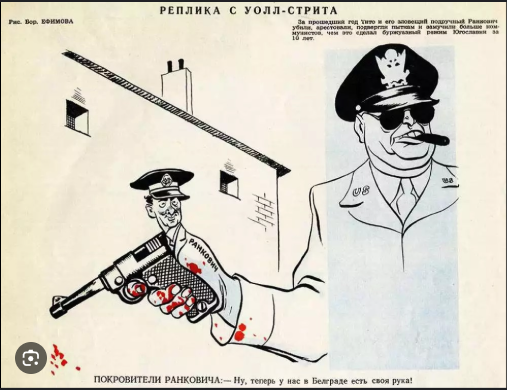 РЕПЛИКА С УОЛЛ-СТРИТА
Рис. Бор. ЕФИМОВА
За прошедший год Тито и его зловещий подручный Ранкович
убили, арестовали, подвергли пыткам и замучили больше ком-
мунистов, чем это сделал буржуазный режим Югославии за
10 лет.
РАНКОВИЧ
US
US
ПОКРОВИТЕЛИ РАНКОВИЧА:— Ну, теперь у нас в Белграде есть своя рука!